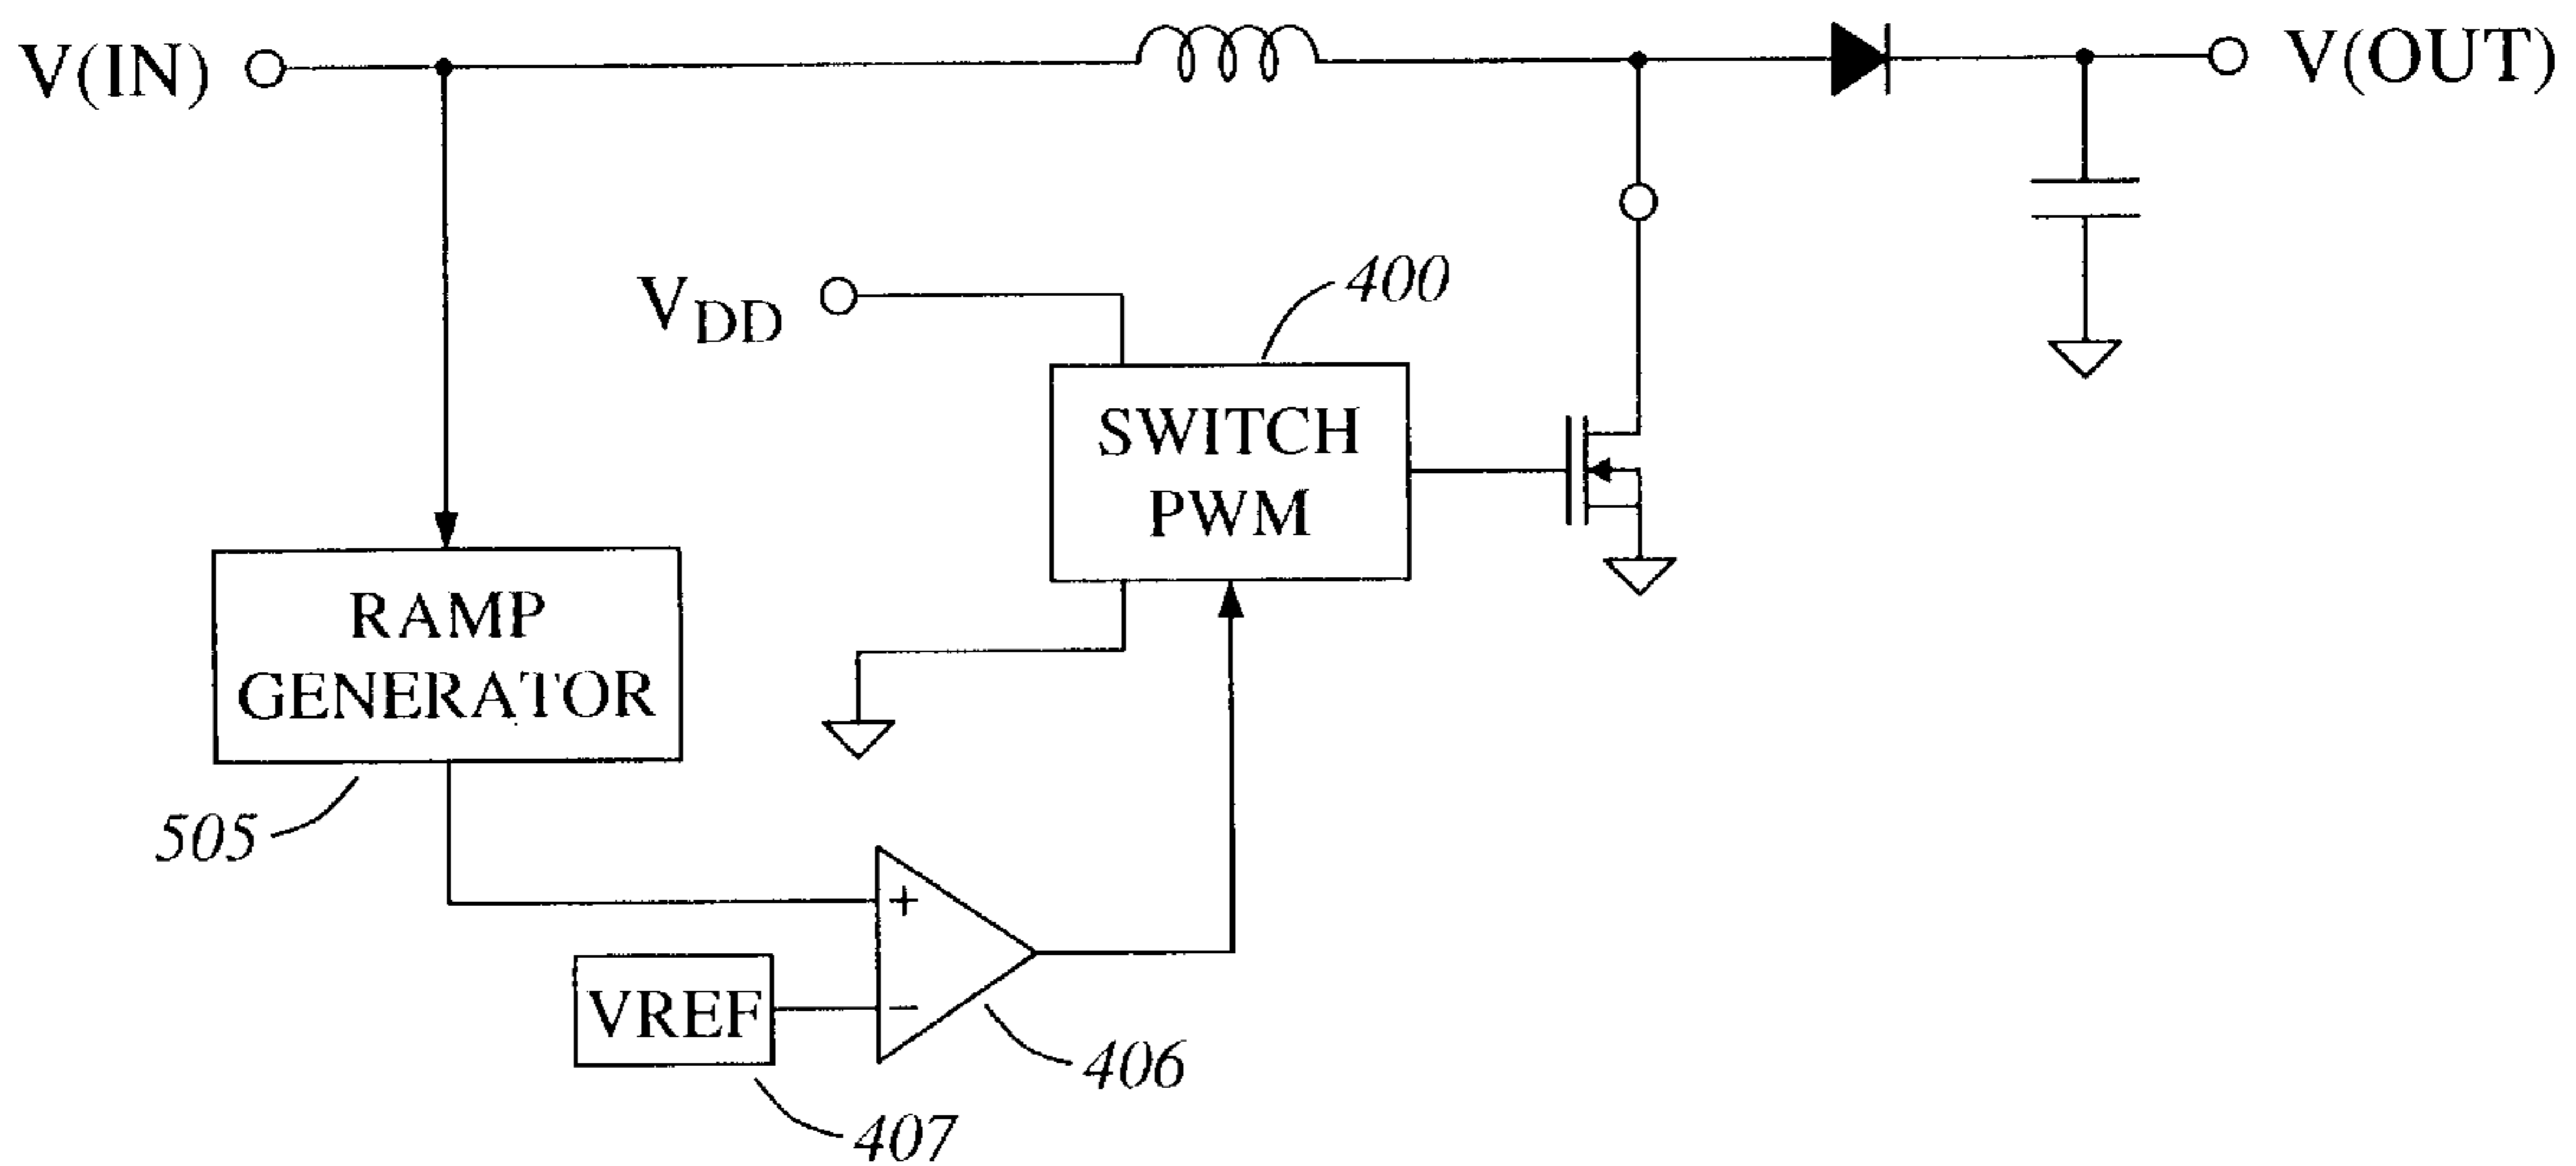 V(IN)
V(OUT)
400
VDD
SWITCH
PWM
RAMP
GENERATOR
505
+
VREF
−
406
407